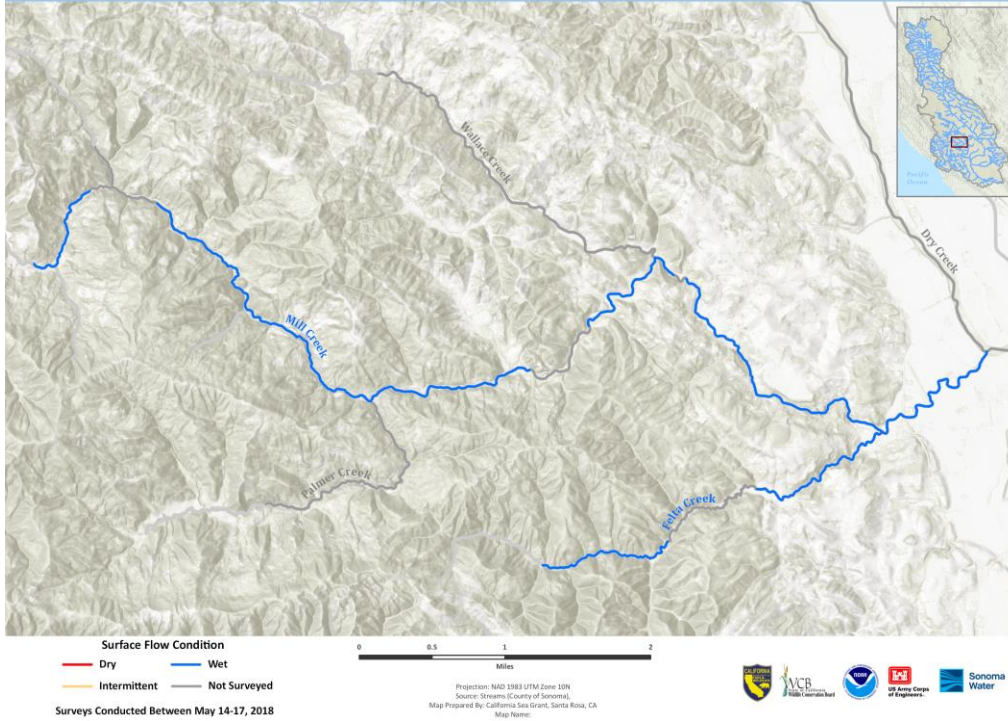 Pacific
Ocean
Wallace Creek
Dry Creek
Mill Creek
Palmer Creek
Felta Creek
Surface Flow Condition
Dry
Wet
Intermittent
Not Surveyed
Surveys Conducted Between May 14-17, 2018
0 0.5 1 2
Miles
Projection: NAD 1983 UTM Zone 10N
Source: Streams (County of Sonoma),
Map Prepared By: California Sea Grant, Santa Rosa, CA
Map Name:
CALIFORNIA
WCB
Wildlife Conservation Board
noaa
US Army Corps
of Engineers.
Sonoma
Water